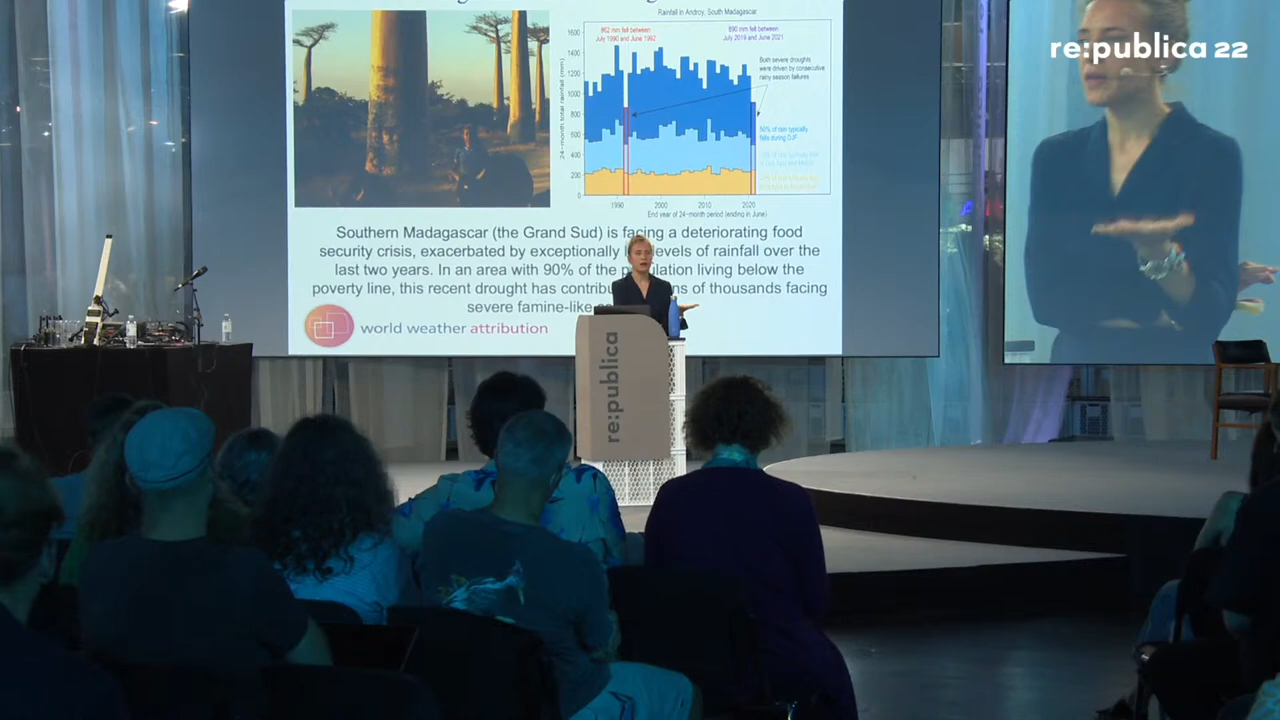 re:publica 22
Rainfall in Androy, South Madagascar
862 mm fell between
July 1990 and June 1992
890 mm fell between
July 2019 and June 2021
Both severe droughts
were driven by consecutive
rainy season failures
50% of rain typically
falls during DJF
24-month total rainfall (mm)
1600
1400
1200
1000
800
600
400
200
0
1990
2000
2010
2020
End year of 24-month period (ending in June)
Southern Madagascar (the Grand Sud) is facing a deteriorating food
security crisis, exacerbated by exceptionally levels of rainfall over the
last two years. In an area with 90% of the population living below the
poverty line, this recent drought has of thousands facing
severe famine-like
world weather attribution
re:publica